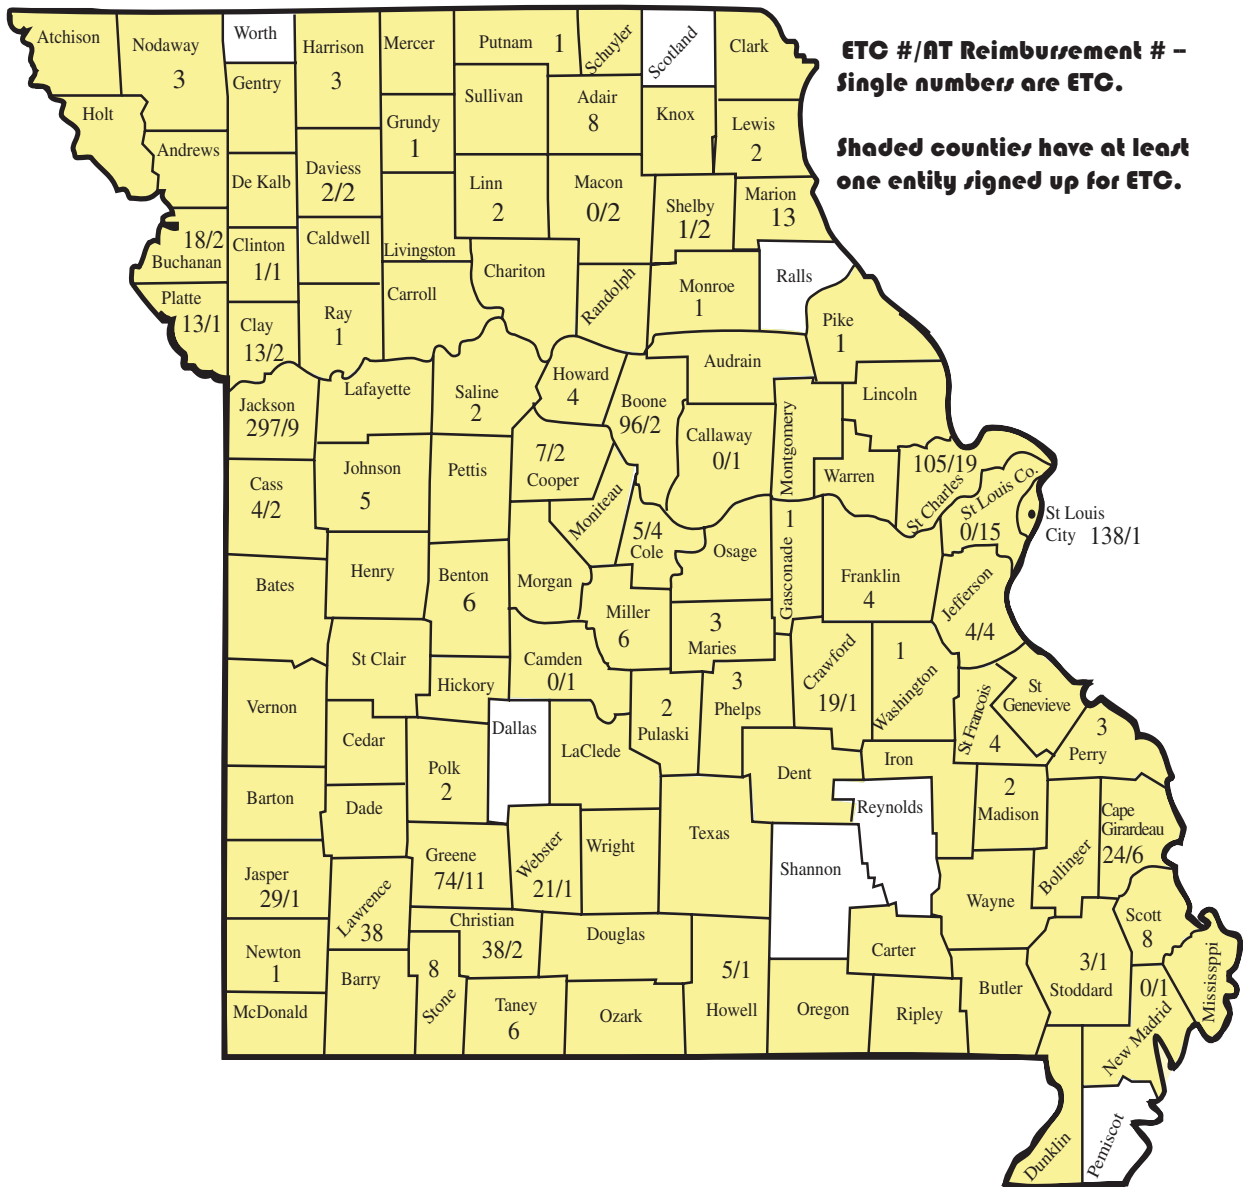 ETC #/AT Reimbursement # --
Single numbers are ETC.
Shaded counties have at least
one entity signed up for ETC.
Atchison
Nodaway
3
Worth
Harrison
3
Mercer
Putnam 1
Schuyler
Scotland
Clark
Gentry
Holt
Sullivan
Adair
8
Knox
Lewis
2
Grundy
1
Andrews
De Kalb
Daviess
2/2
Linn
2
Macon
0/2
Shelby
1/2
Marion
13
18/2
Buchanan
Clinton
1/1
Caldwell
Livingston
Chariton
Randolph
Monroe
1
Ralls
Platte
13/1
Clay
13/2
Ray
1
Carroll
Pike
1
Audrain
Jackson
297/9
Lafayette
Saline
2
Howard
4
Boone
96/2
Callaway
0/1
Montgomery
Lincoln
Warren
105/19
St Charles
St Louis Co.
0/15
St Louis
City 138/1
Cass
4/2
Johnson
5
Pettis
7/2
Cooper
Moniteau
5/4
Cole
Osage
1
Gasconade
Franklin
4
Jefferson
4/4
Bates
Henry
Benton
6
Morgan
Miller
6
3
Maries
St Clair
Hickory
Camden
0/1
2
Pulaski
3
Phelps
Crawford
19/1
1
Washington
St Francois
4
St
Genevieve
3
Perry
Vernon
Cedar
Polk
2
Dallas
LaClede
Dent
Iron
Reynolds
2
Madison
Cape
Girardeau
24/6
Barton
Dade
Greene
74/11
Webster
21/1
Wright
Texas
Shannon
Bollinger
Wayne
Jasper
29/1
Lawrence
38
Christian
38/2
Douglas
Carter
Scott
8
Mississppi
Newton
1
Barry
8
Stone
Taney
6
Ozark
5/1
Howell
Oregon
Ripley
Butler
3/1
Stoddard
0/1
New Madrid
McDonald
Dunklin
Pemiscot